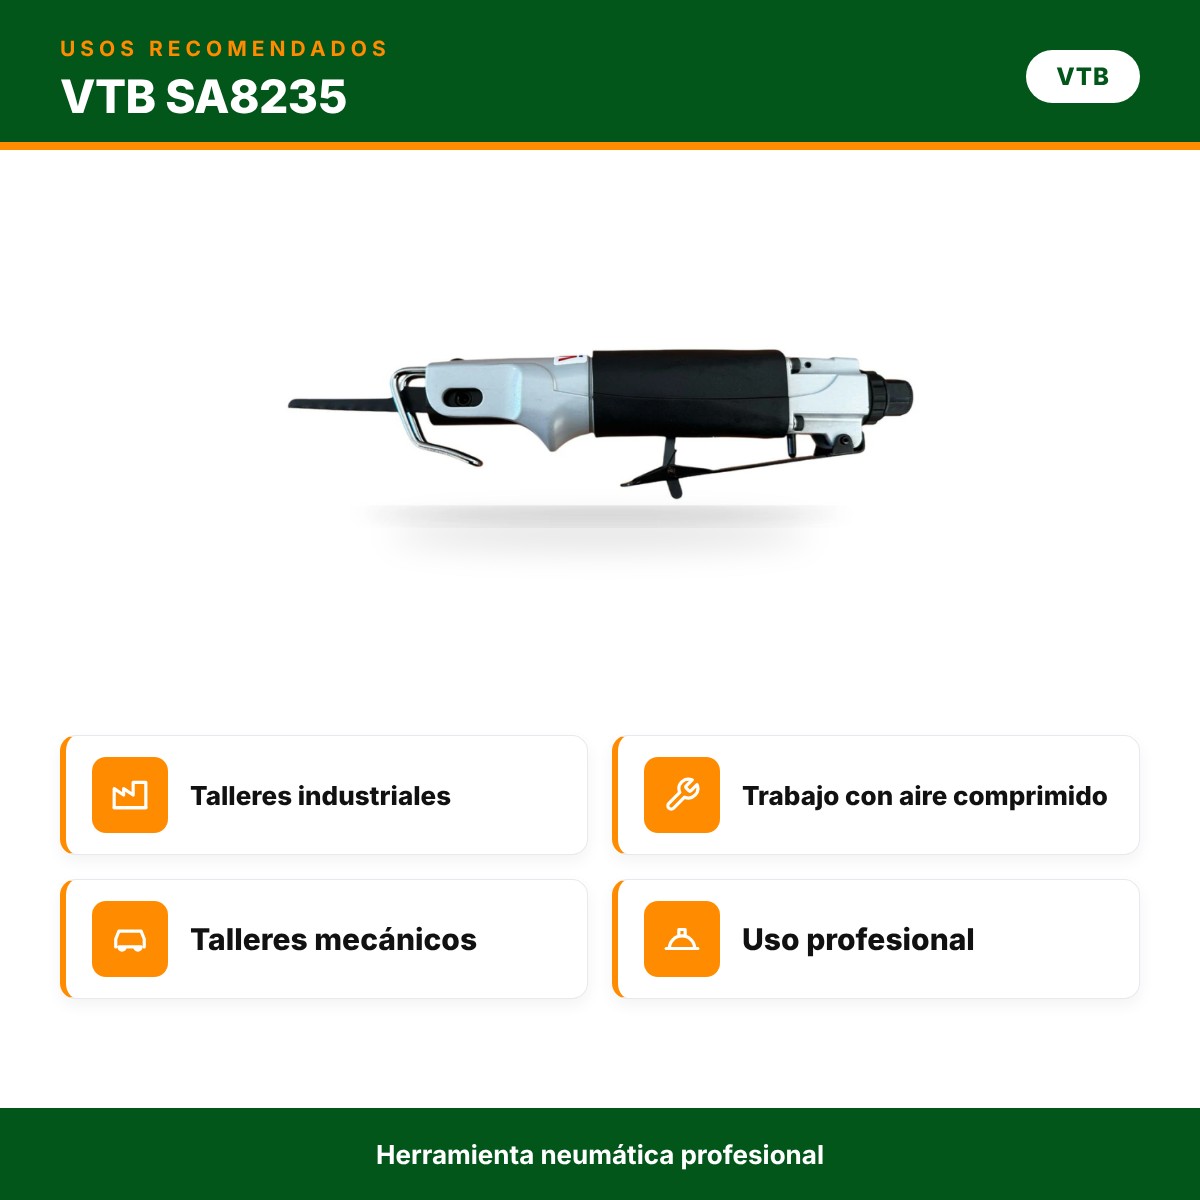 USOS RECOMENDADOS
VTB SA8235
VTB
Talleres industriales
Trabajo con aire comprimido
Talleres mecánicos
Uso profesional
Herramienta neumática profesional